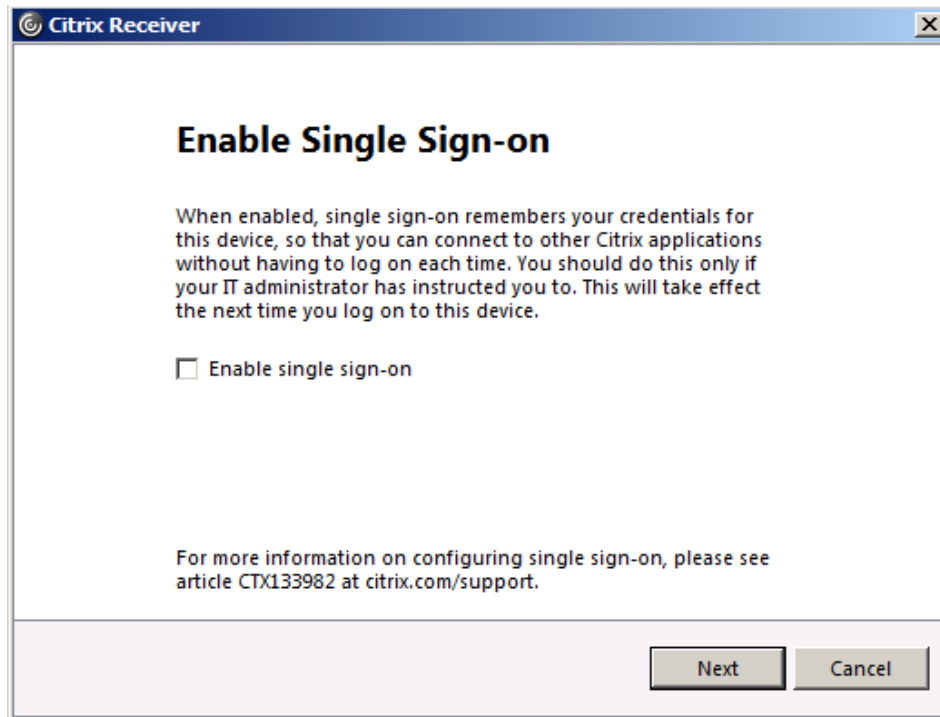 Citrix Receiver
Enable Single Sign-on
When enabled, single sign-on remembers your credentials for
this device, so that you can connect to other Citrix applications
without having to log on each time. You should do this only if
your IT administrator has instructed you to. This will take effect
the next time you log on to this device.
Enable single sign-on
For more information on configuring single sign-on, please see
article CTX133982 at citrix.com/support.
Next Cancel